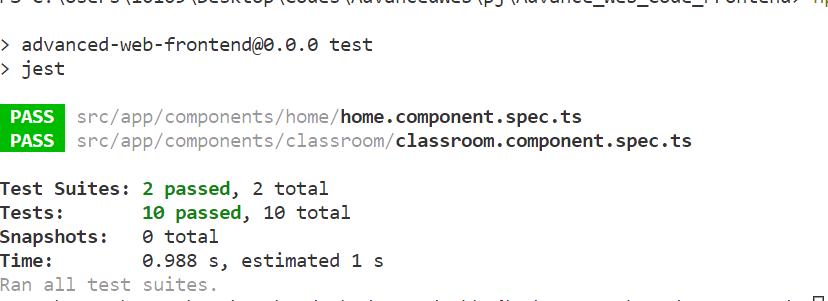 > advanced-web-frontend@0.0.0 test
> jest
PASS src/app/components/home/home.component.spec.ts
PASS src/app/components/classroom/classroom.component.spec.ts
Test Suites: 2 passed, 2 total
Tests: 10 passed, 10 total
Snapshots: 0 total
Time: 0.988 s, estimated 1 s
Ran all test suites.